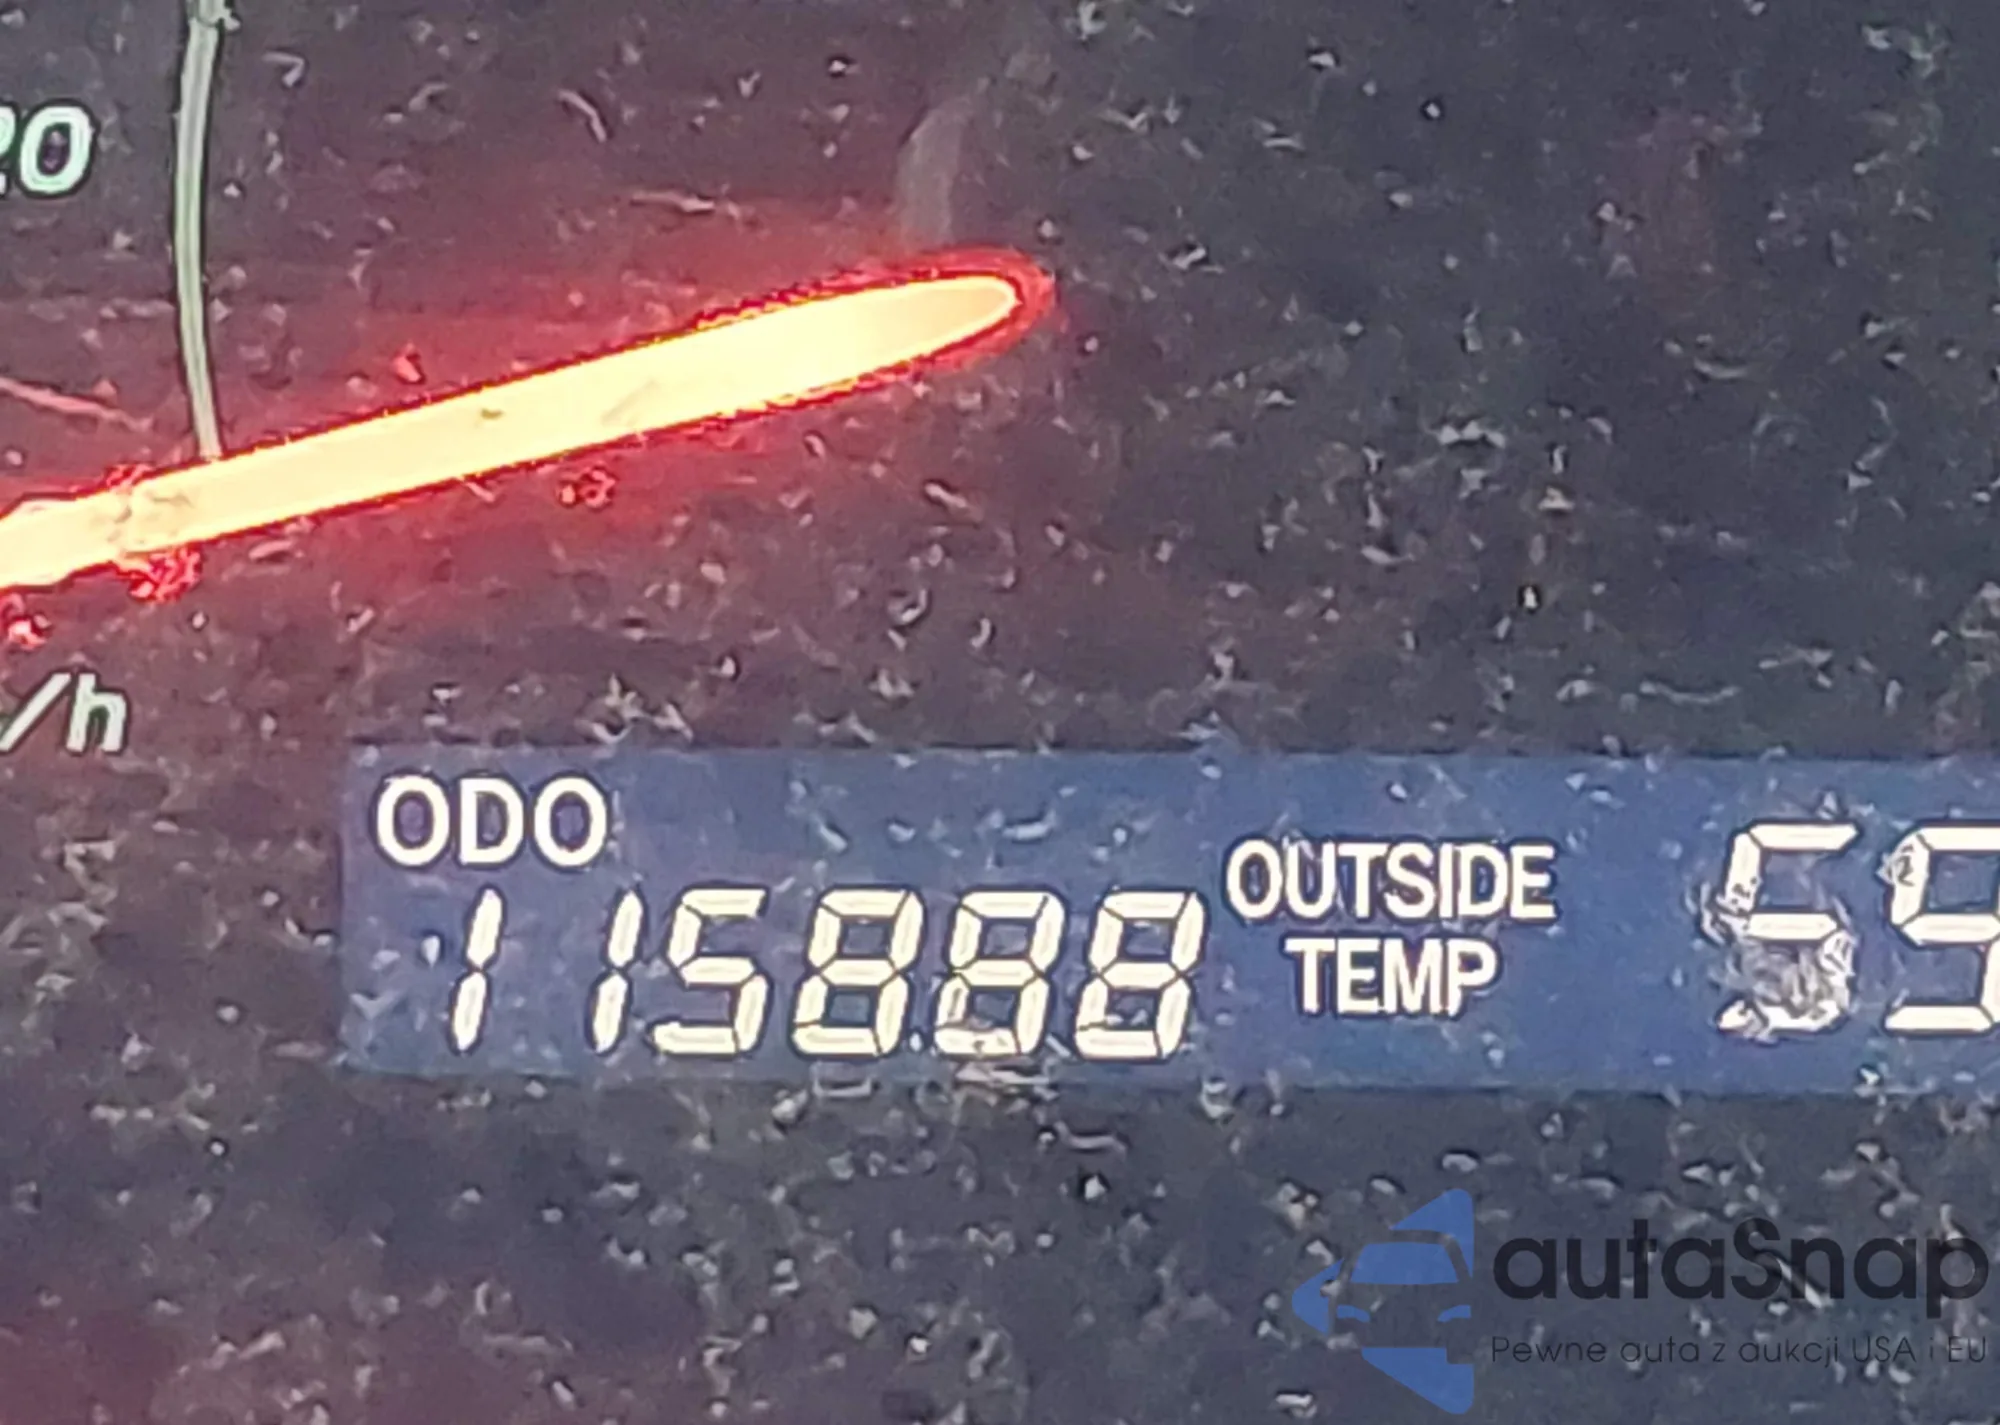 20
/h
ODO
115888
OUTSIDE
TEMP
59
autaSnap
Pewne auta z aukcji USA i EU